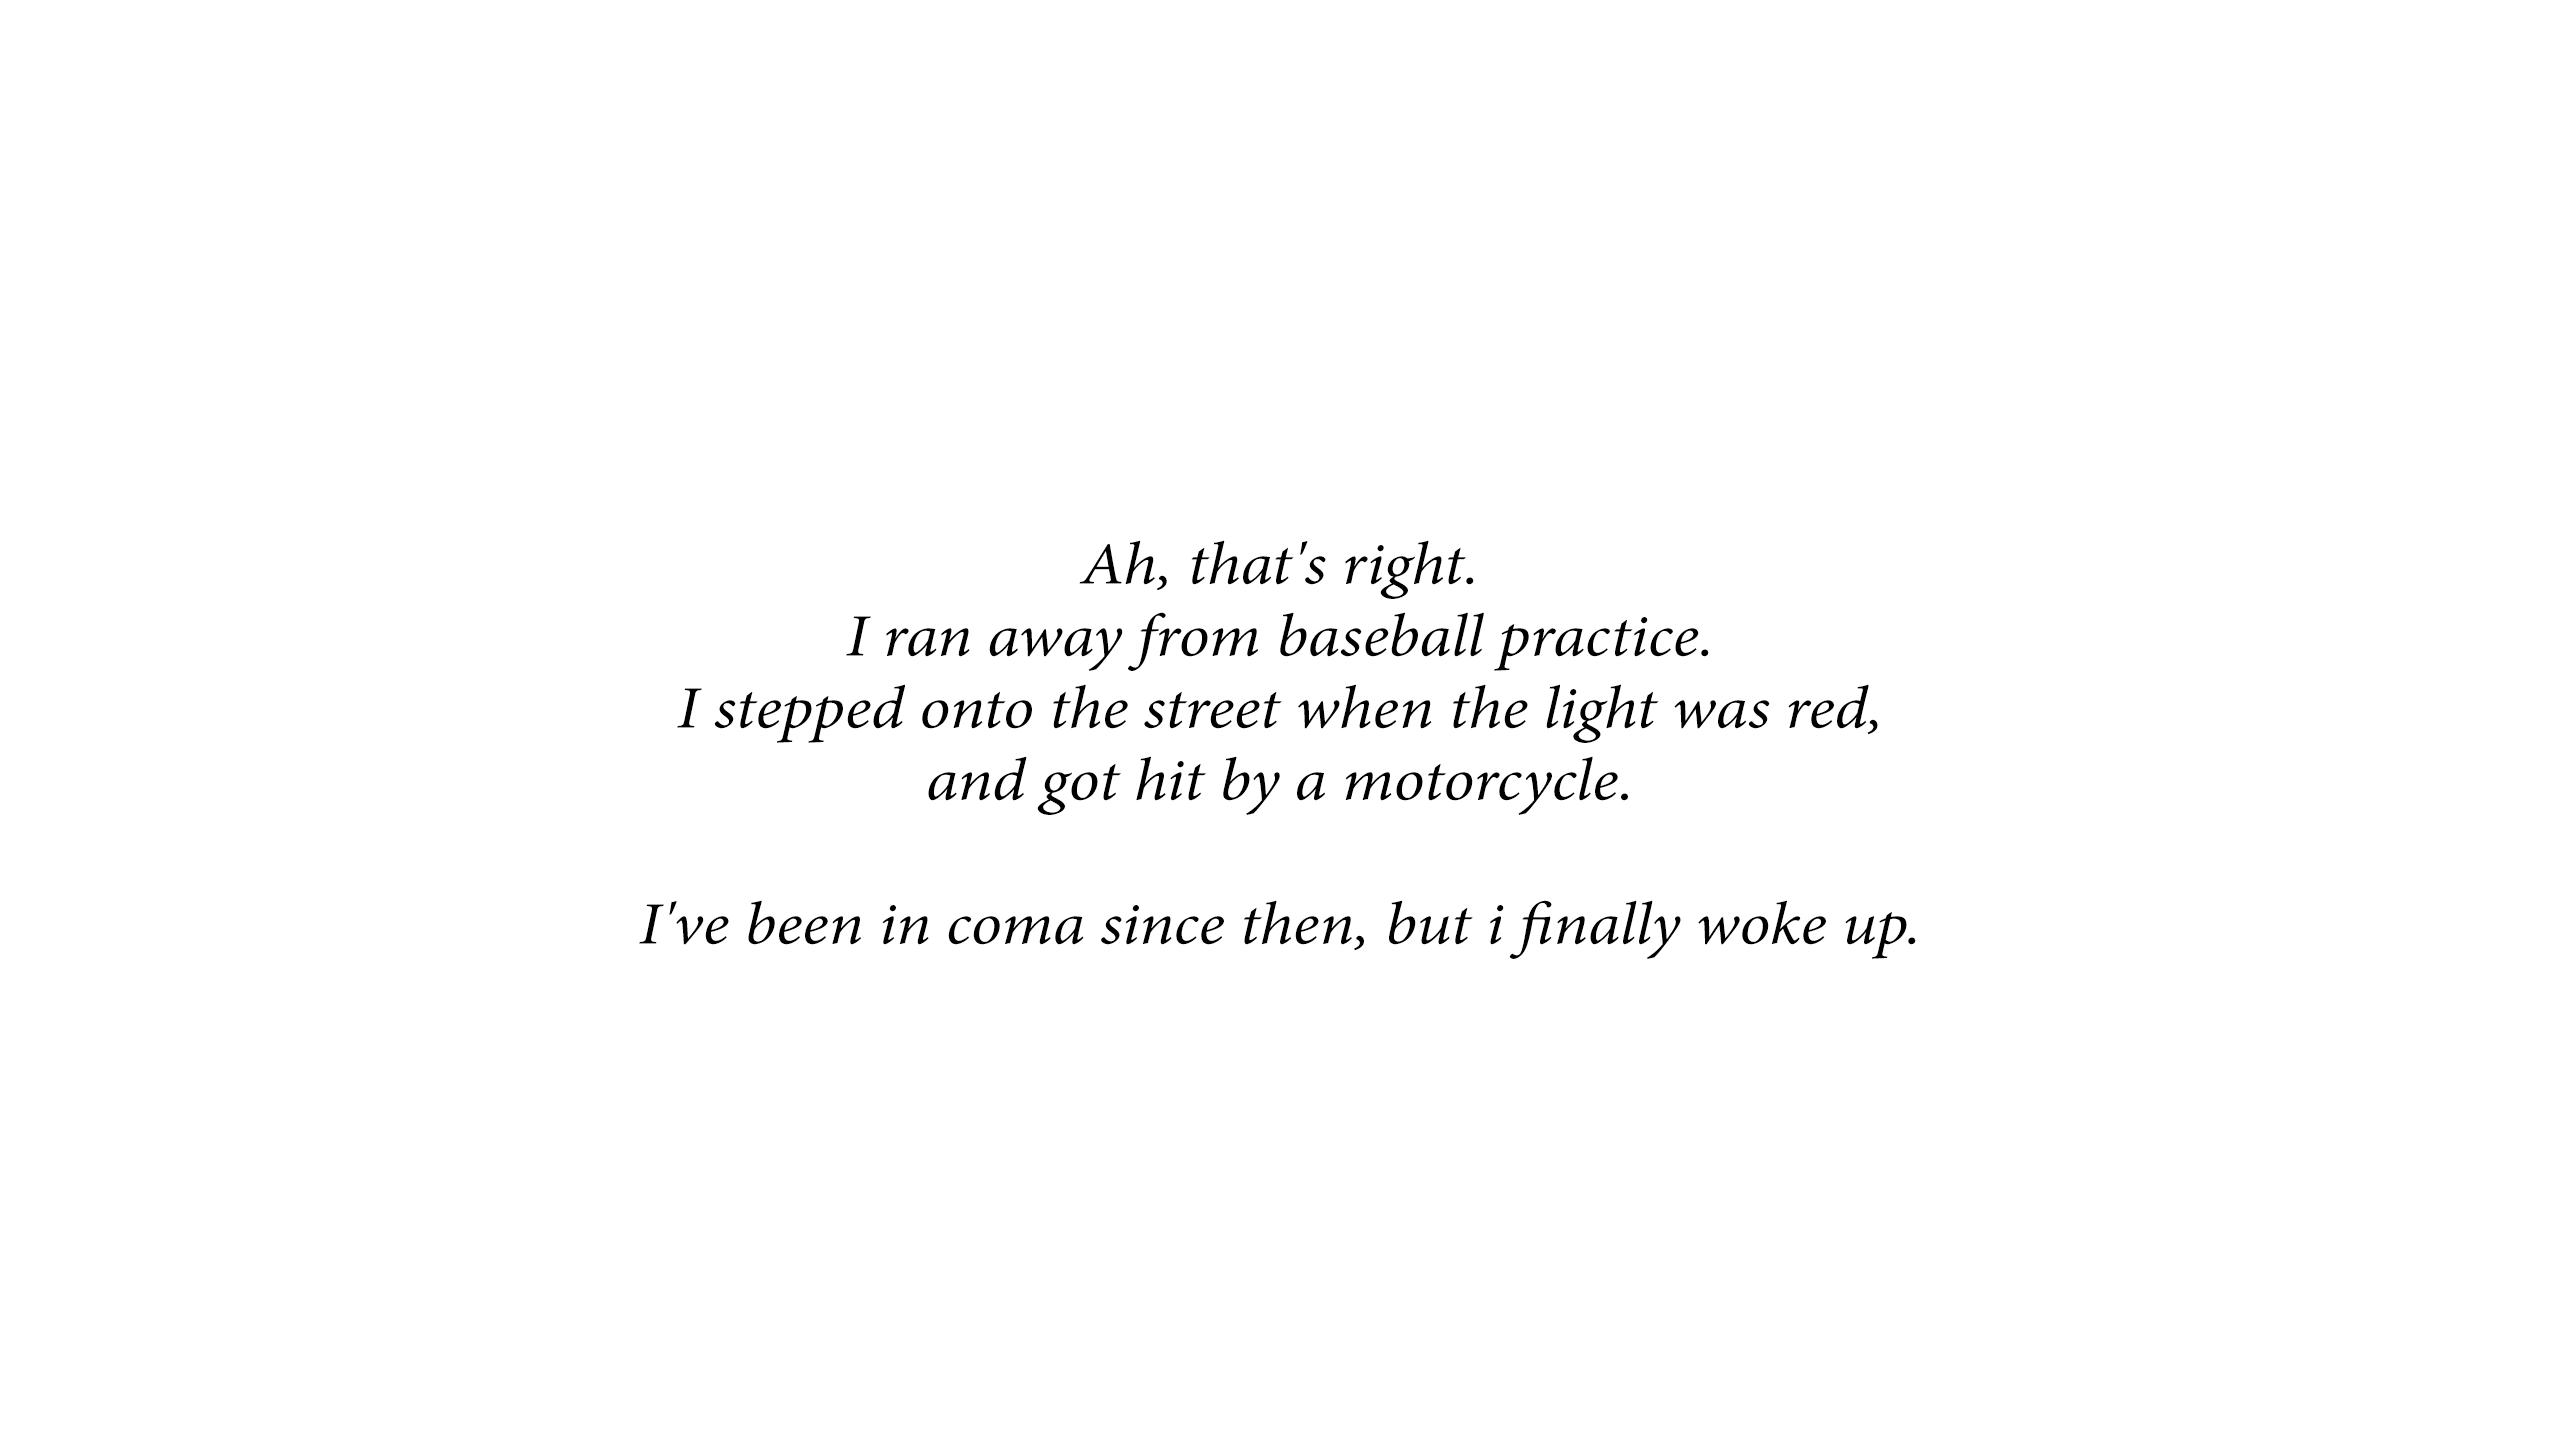 Ah, that's right.
I ran away from baseball practice.
I stepped onto the street when the light was red,
and got hit by a motorcycle.
I've been in coma since then, but i finally woke up.